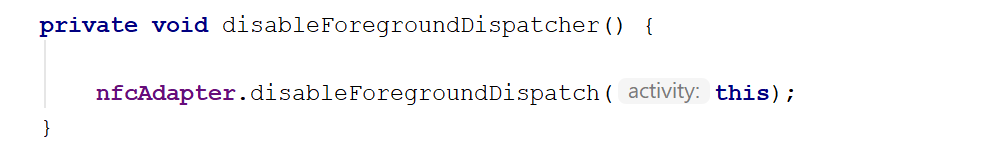 private void disableForegroundDispatcher() {
nfcAdapter.disableForegroundDispatch( activity: this);
}